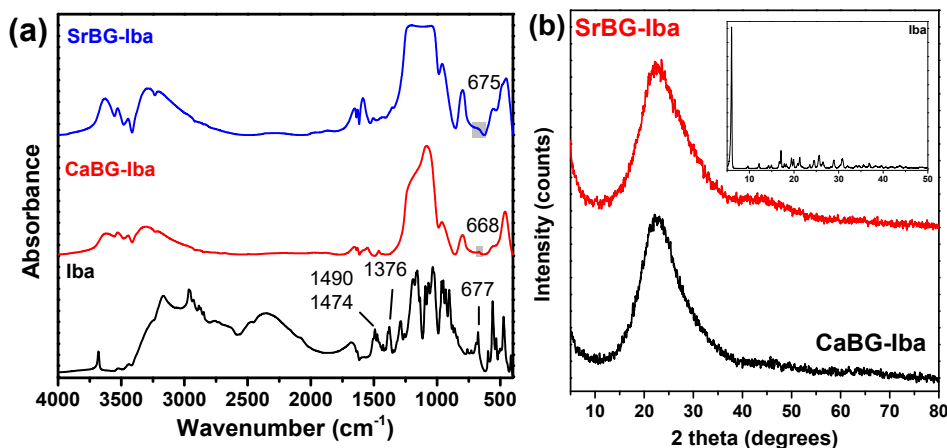 (a)
SrBG-Iba
675
CaBG-Iba
668
Iba
1490
1474
1376
677
Absorbance
4000 3500 3000 2500 2000 1500 1000 500
Wavenumber (cm-1)
(b)
SrBG-Iba
Iba
10 20 30 40 50
CaBG-Iba
Intensity (counts)
10 20 30 40 50 60 70 80
2 theta (degrees)